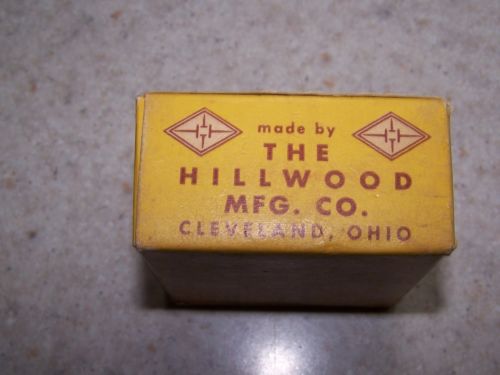 made by
THE
HILLWOOD
MFG. CO.
CLEVELAND, OHIO